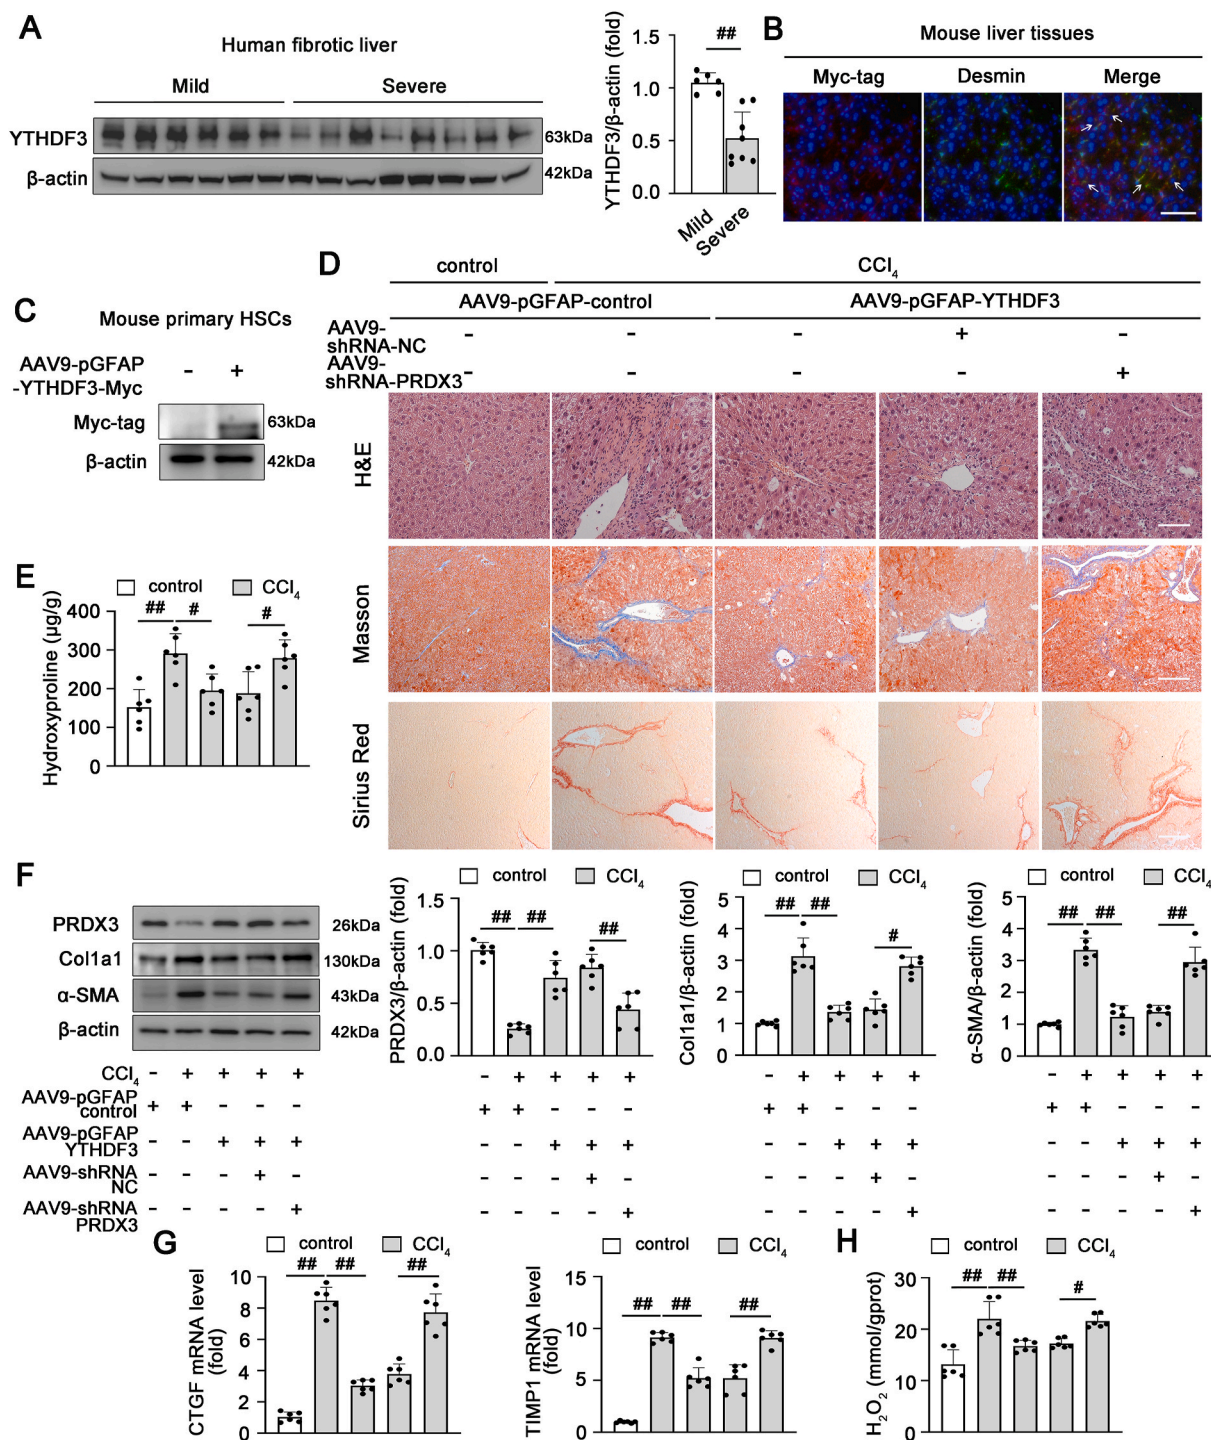 A
Human fibrotic liver
Mild Severe
YTHDF3 63kDa
β-actin 42kDa
YTHDF3/β-actin (fold)
1.5
1.0
0.5
0.0
##
Mild
Severe
B
Mouse liver tissues
Myc-tag Desmin Merge
C
Mouse primary HSCs
AAV9-pGFAP
-YTHDF3-Myc - +
Myc-tag 63kDa
β-actin 42kDa
D
control CCl4
AAV9-pGFAP-control AAV9-pGFAP-YTHDF3
AAV9-
shRNA-NC - - - + -
AAV9-
shRNA-PRDX3 - - - - +
H&E
Masson
Sirius Red
E
control CCl4
Hydroxyproline (μg/g)
400
300
200
100
0
## # #
F
PRDX3 26kDa
Col1a1 130kDa
α-SMA 43kDa
β-actin 42kDa
CCl4 - + + + +
AAV9-pGFAP
control + + - - -
AAV9-pGFAP
YTHDF3 - - + + +
AAV9-shRNA
NC - - - + -
AAV9-shRNA
PRDX3 - - - - +
control CCl4
PRDX3/β-actin (fold)
1.5
1.0
0.5
0.0
## ## ##
- + + + +
+ + - - -
- - + + +
- - - + -
- - - - +
control CCl4
Col1a1/β-actin (fold)
5
4
3
2
1
0
## ## #
- + + + +
+ + - - -
- - + + +
- - - + -
- - - - +
control CCl4
α-SMA/β-actin (fold)
5
4
3
2
1
0
## ## ##
- + + + +
+ + - - -
- - + + +
- - - + -
- - - - +
G
control CCl4
CTGF mRNA level
(fold)
10
8
6
4
2
0
## ## ##
control CCl4
TIMP1 mRNA level
(fold)
15
10
5
0
## ## ##
H
control CCl4
H2O2 (mmol/gprot)
30
20
10
0
## ## #